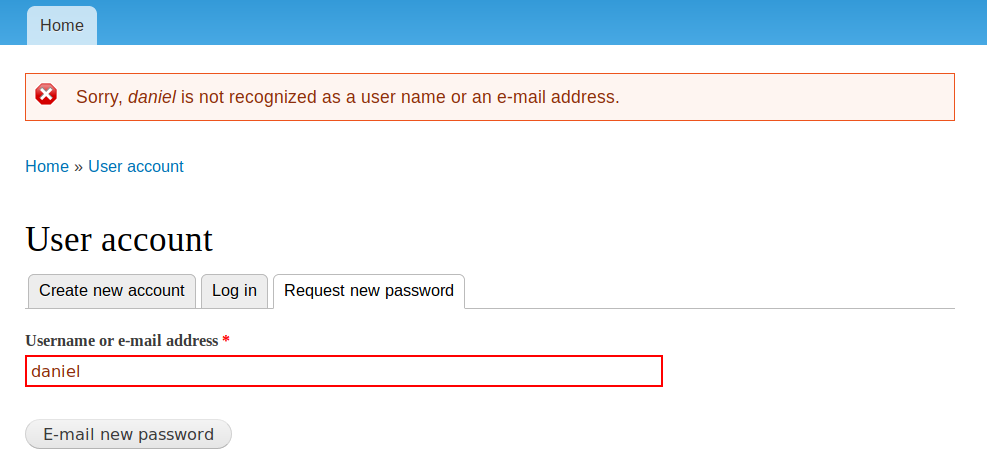 Home
Sorry, daniel is not recognized as a user name or an e-mail address.
Home » User account
User account
Create new account Log in Request new password
Username or e-mail address *
daniel
E-mail new password